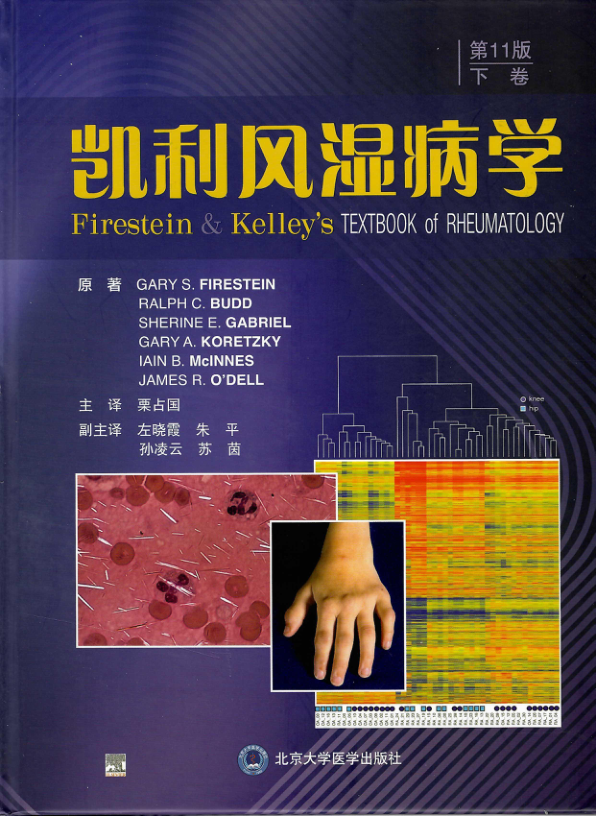 第11版
下 卷
凯利风湿病学
Firestein & Kelley's TEXTBOOK of RHEUMATOLOGY
原 著 GARY S. FIRESTEIN
RALPH C. BUDD
SHERINE E. GABRIEL
GARY A. KORETZKY
IAIN B. McINNES
JAMES R. O'DELL
主 译 栗占国
副主译 左晓霞 朱 平
孙凌云 苏 茵
knee
hip
北京大学医学出版社